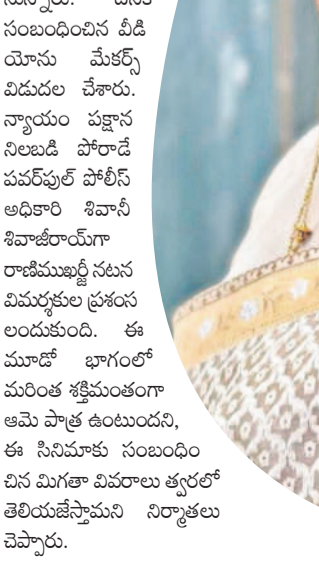 సంబంధించిన వీడి
యోను మేకర్స్
విడుదల చేశారు.
న్యాయం పక్షాన
నిలబడి పోరాడే
పవర్‌ఫుల్ పోలీస్
అధికారి శివానీ
శివాజీరాయ్‌గా
రాణిముఖర్జీ నటన
విమర్శకుల ప్రశంస
లందుకుంది. ఈ
మూడో భాగంలో
మరింత శక్తిమంతంగా
ఆమె పాత్ర ఉంటుందని,
ఈ సినిమాకు సంబంధిం
చిన మిగతా వివరాలు త్వరలో
తెలియజేస్తామని నిర్మాతలు
చెప్పారు.